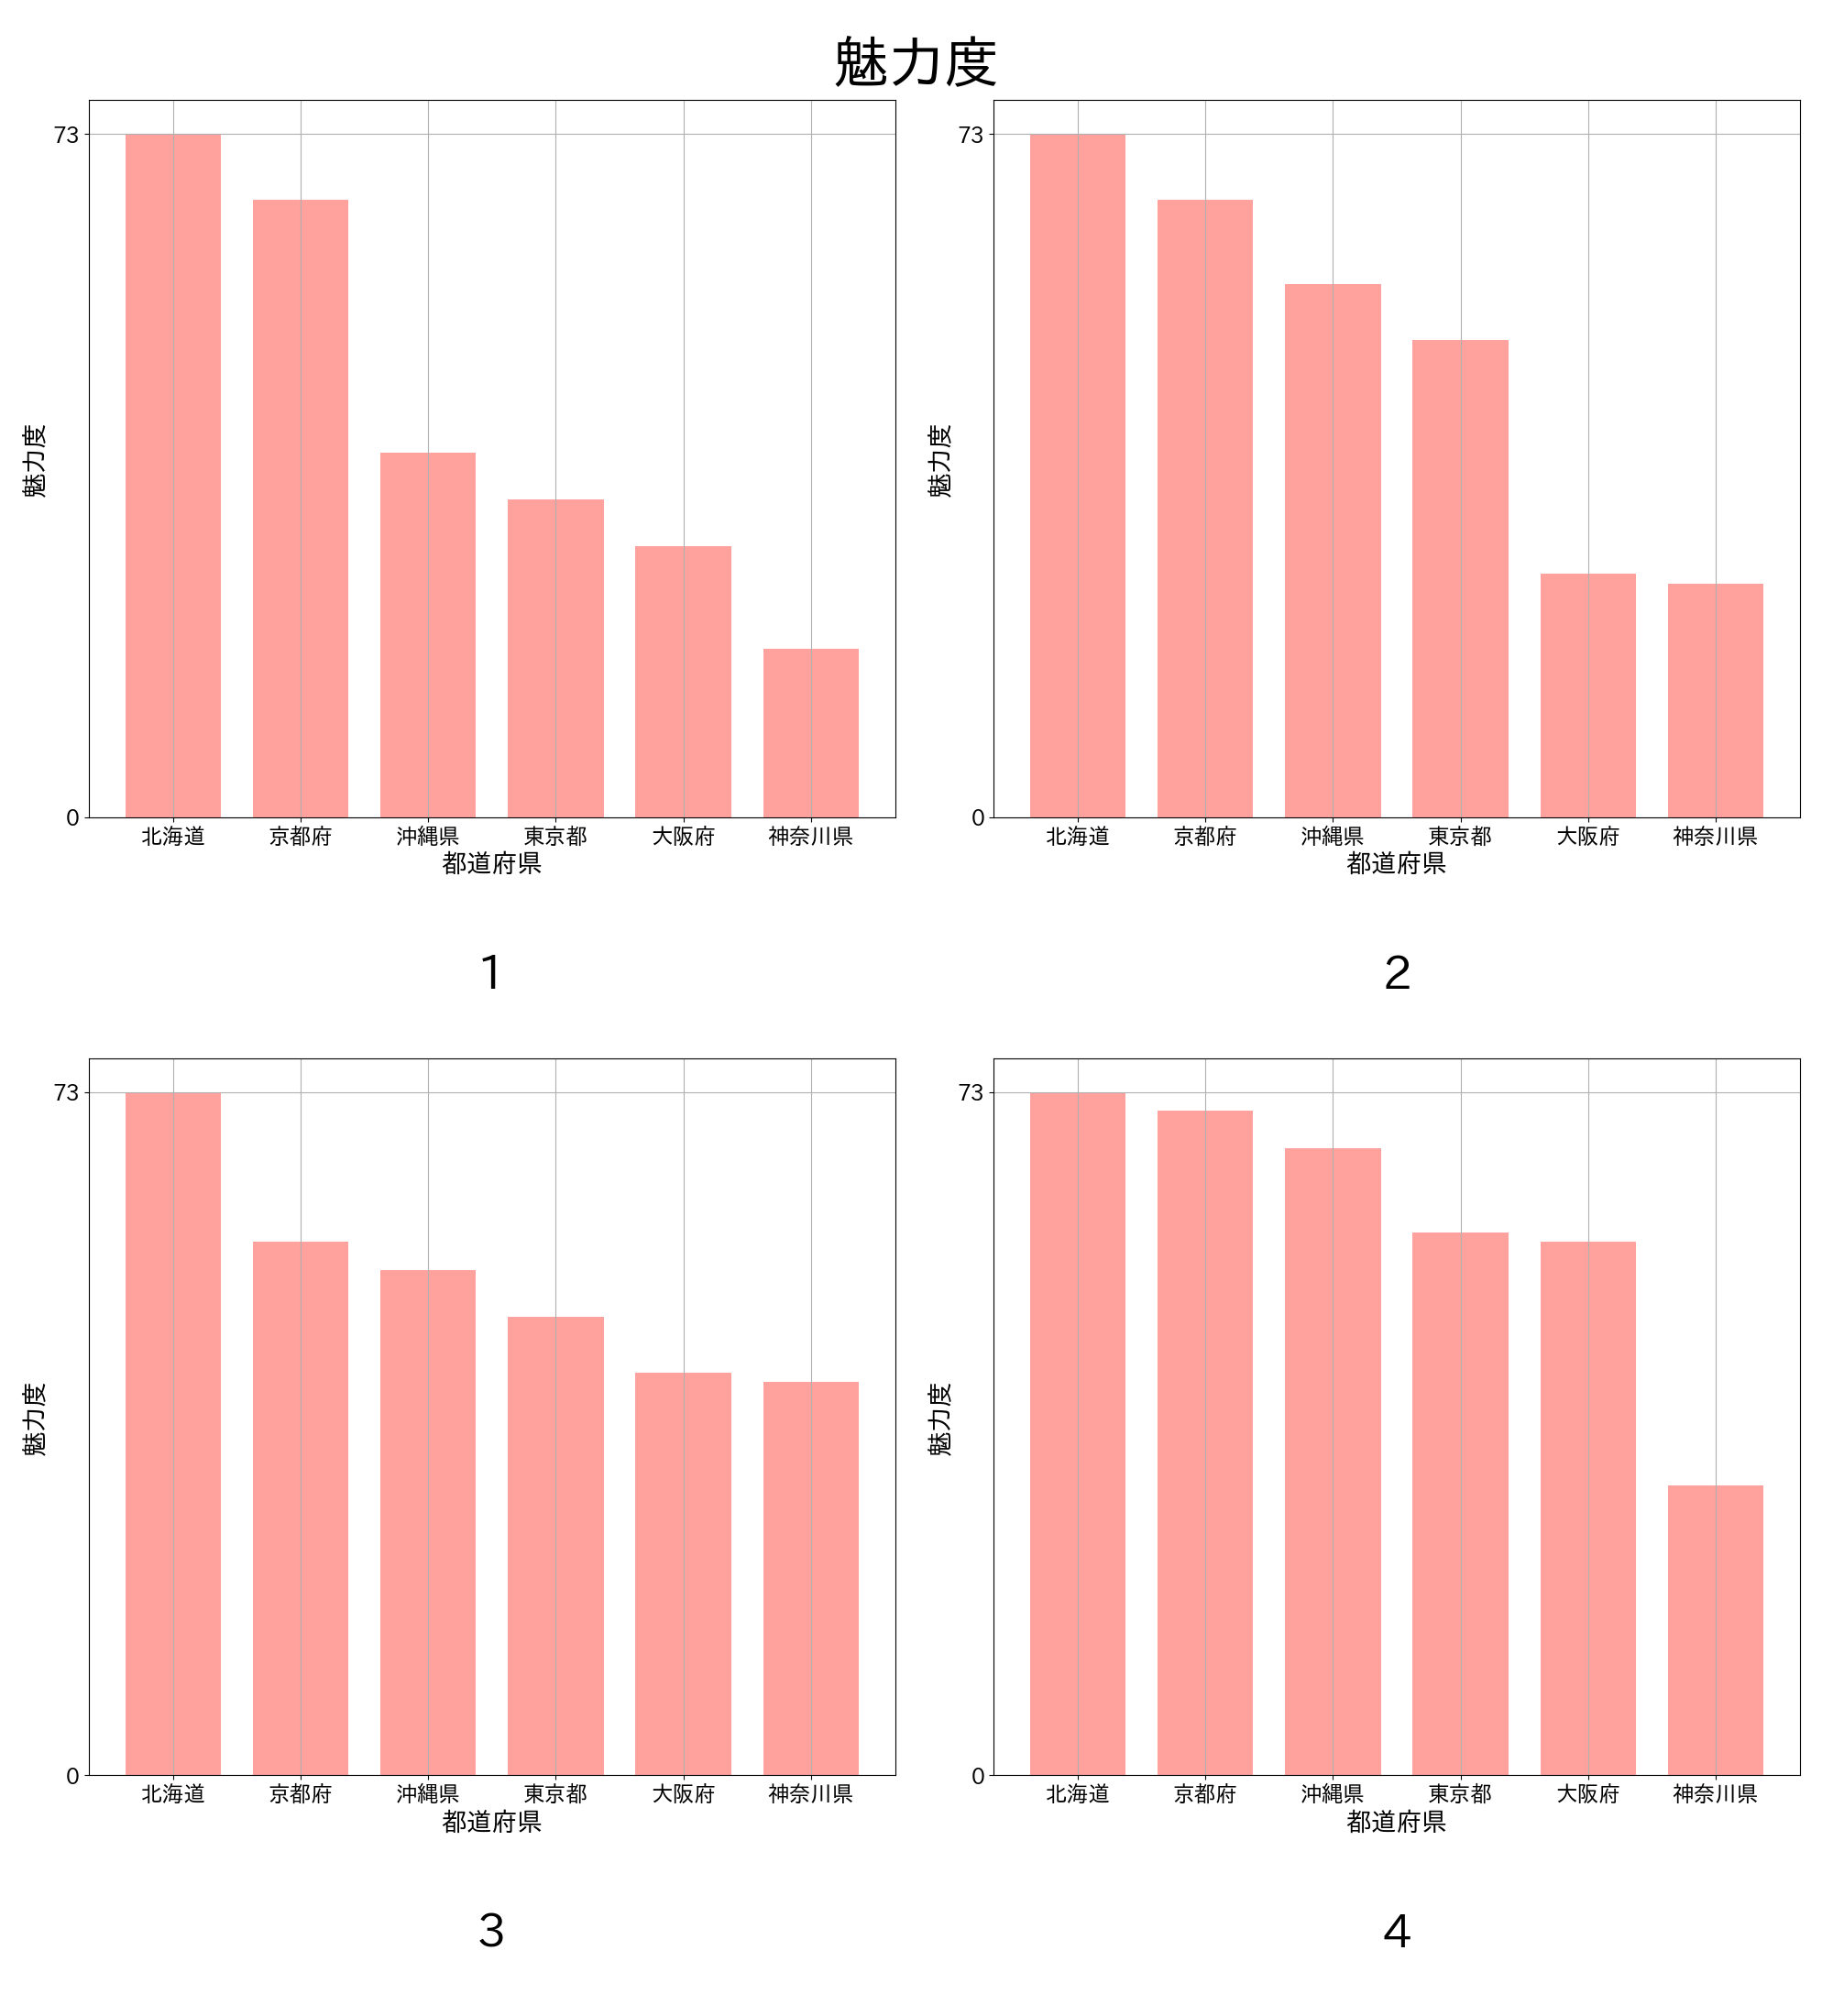 魅力度
73
0
魅力度
北海道 京都府 沖縄県 東京都 大阪府 神奈川県
都道府県
1
73
0
魅力度
北海道 京都府 沖縄県 東京都 大阪府 神奈川県
都道府県
2
73
0
魅力度
北海道 京都府 沖縄県 東京都 大阪府 神奈川県
都道府県
3
73
0
魅力度
北海道 京都府 沖縄県 東京都 大阪府 神奈川県
都道府県
4